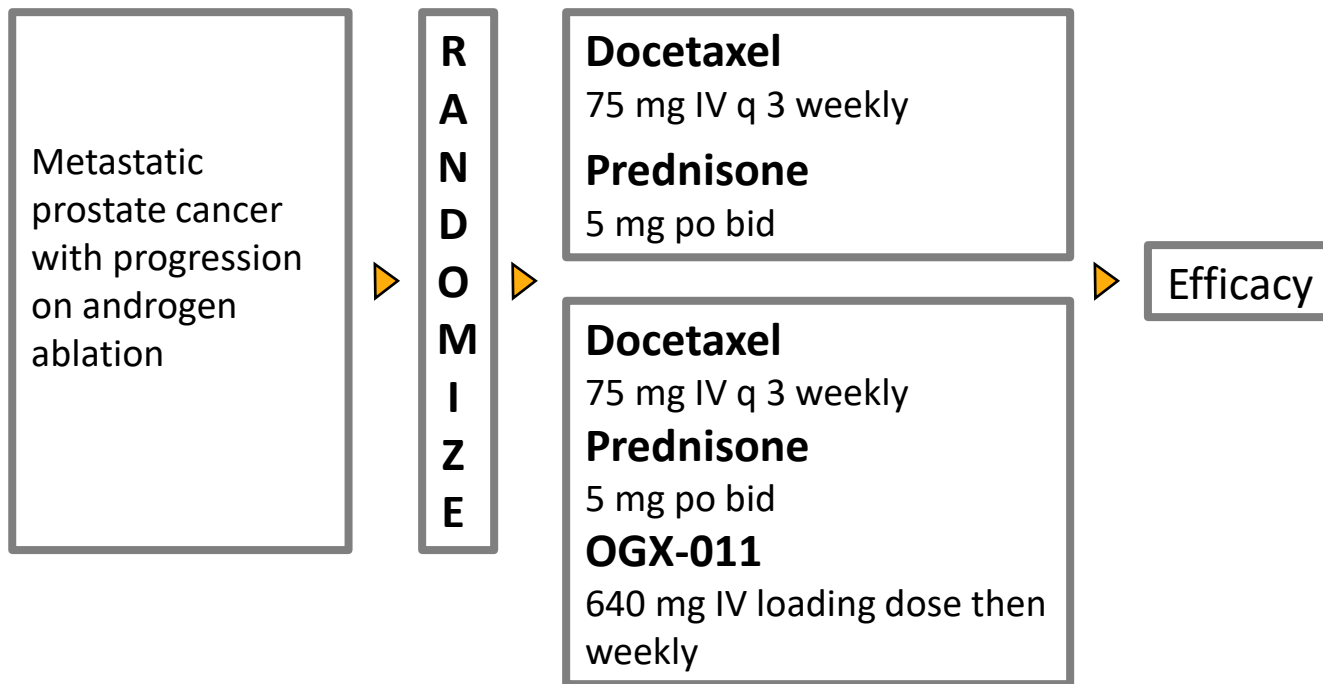 Metastatic
prostate cancer
with progression
on androgen
ablation
R
A
N
D
O
M
I
Z
E
Docetaxel
75 mg IV q 3 weekly
Prednisone
5 mg po bid
Docetaxel
75 mg IV q 3 weekly
Prednisone
5 mg po bid
OGX-011
640 mg IV loading dose then
weekly
Efficacy